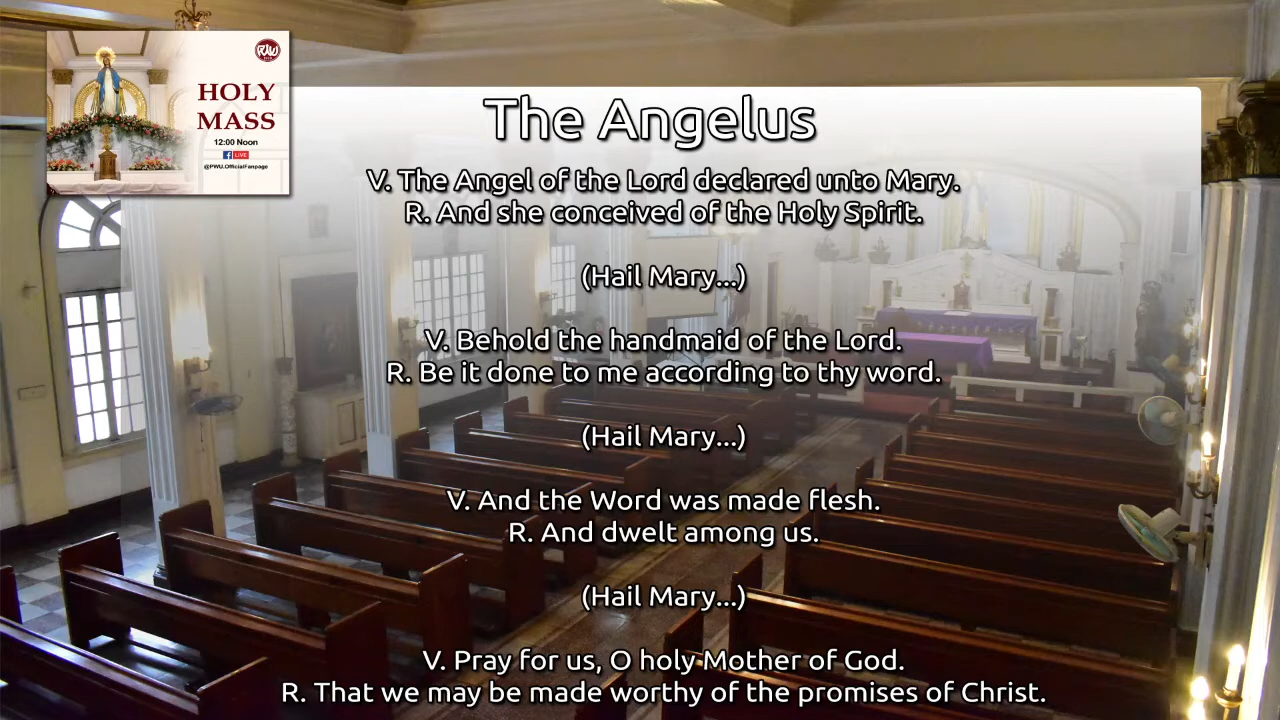 HOLY
MASS
12:00 Noon
LIVE
@PWU.OfficialFanpage
The Angelus
V. The Angel of the Lord declared unto Mary.
R. And she conceived of the Holy Spirit.
(Hail Mary...)
V. Behold the handmaid of the Lord.
R. Be it done to me according to thy word.
(Hail Mary...)
V. And the Word was made flesh.
R. And dwelt among us.
(Hail Mary...)
V. Pray for us, O holy Mother of God.
R. That we may be made worthy of the promises of Christ.